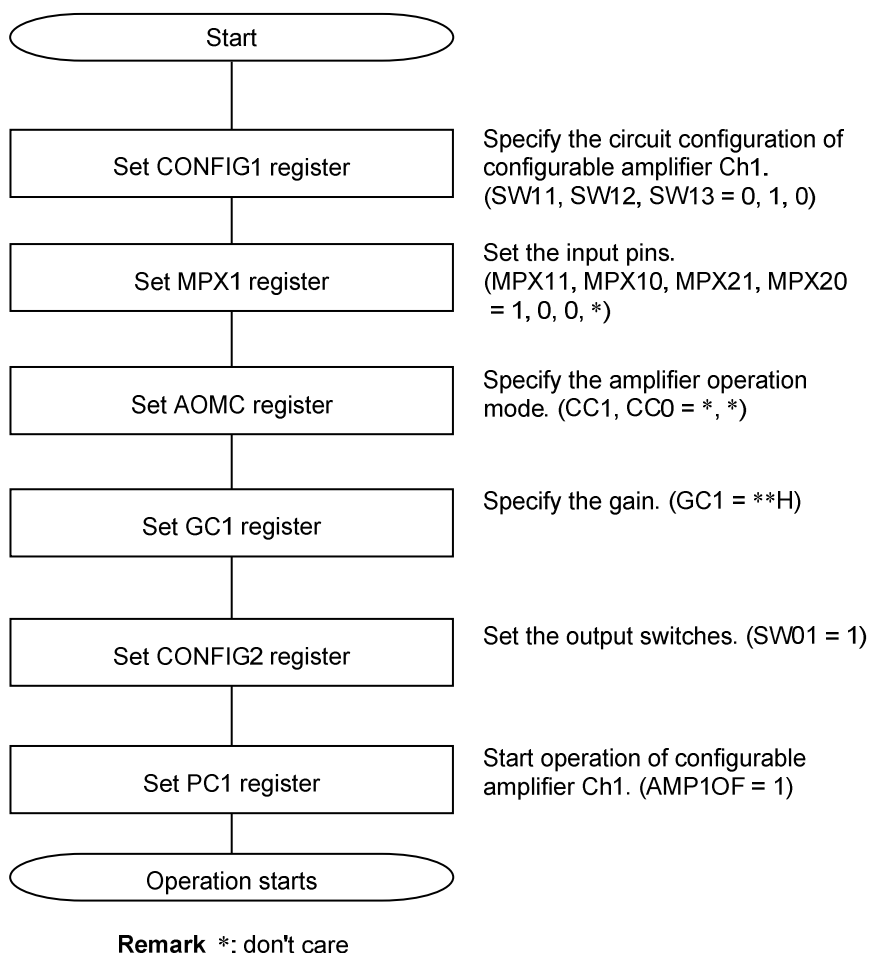 Start
Set CONFIG1 register
Specify the circuit configuration of
configurable amplifier Ch1.
(SW11, SW12, SW13 = 0, 1, 0)
Set MPX1 register
Set the input pins.
(MPX11, MPX10, MPX21, MPX20
= 1, 0, 0, *)
Set AOMC register
Specify the amplifier operation
mode. (CC1, CC0 = *, *)
Set GC1 register
Specify the gain. (GC1 = **H)
Set CONFIG2 register
Set the output switches. (SW01 = 1)
Set PC1 register
Start operation of configurable
amplifier Ch1. (AMP1OF = 1)
Operation starts
Remark *: don't care